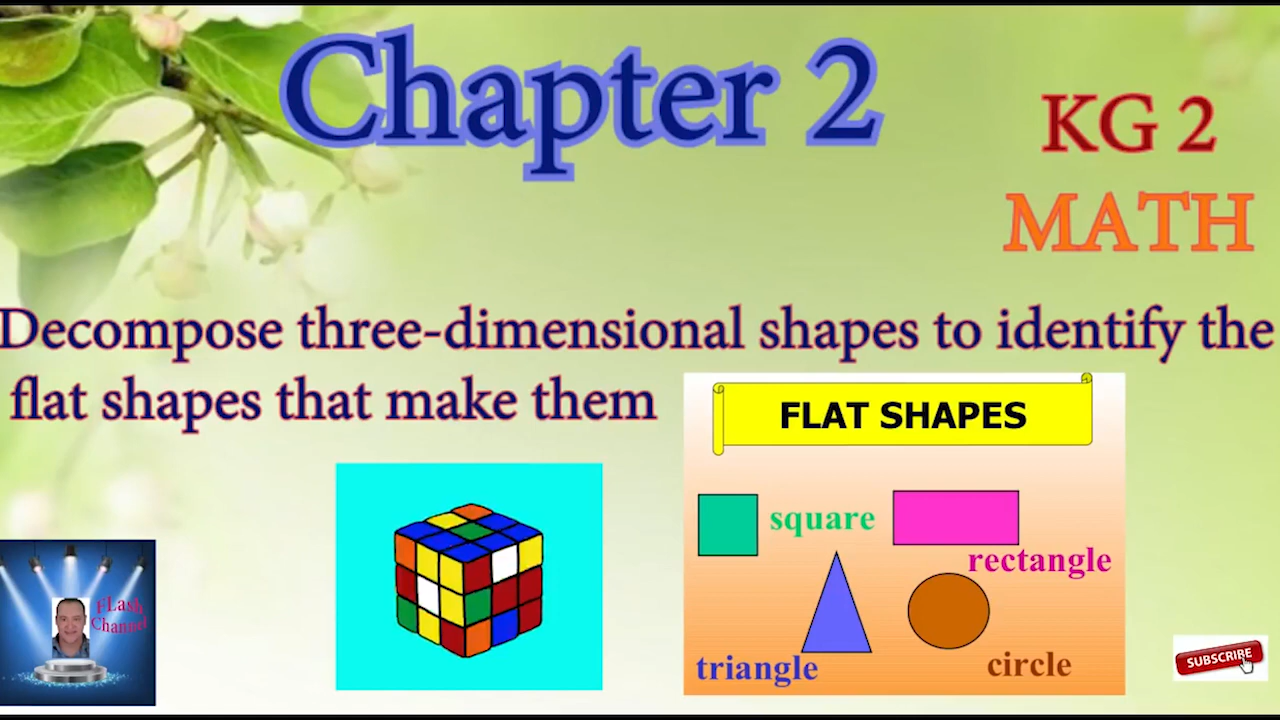 Chapter 2
KG 2
MATH
Decompose three-dimensional shapes to identify the
flat shapes that make them
FLAT SHAPES
square
rectangle
triangle
circle
FLash
Channel
SUBSCRIBE